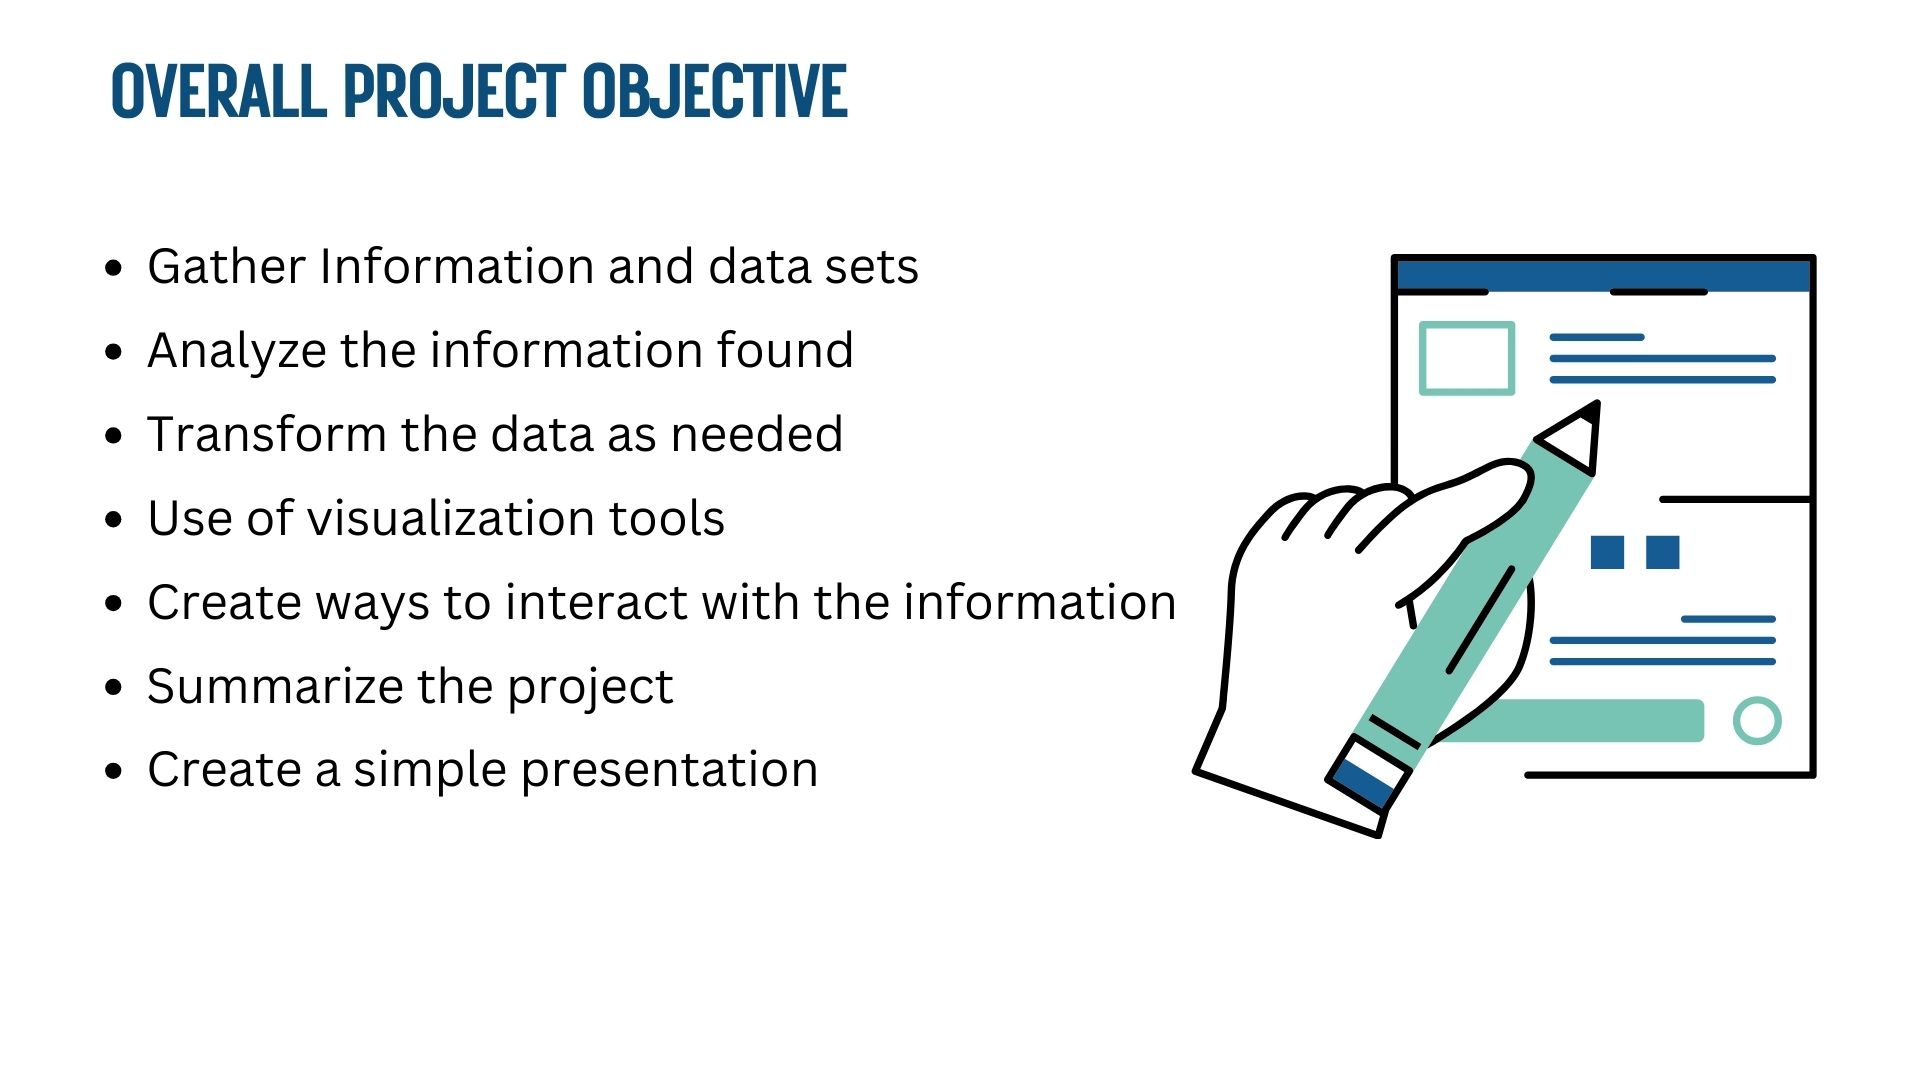 OVERALL PROJECT OBJECTIVE
• Gather Information and data sets
• Analyze the information found
• Transform the data as needed
• Use of visualization tools
• Create ways to interact with the information
• Summarize the project
• Create a simple presentation